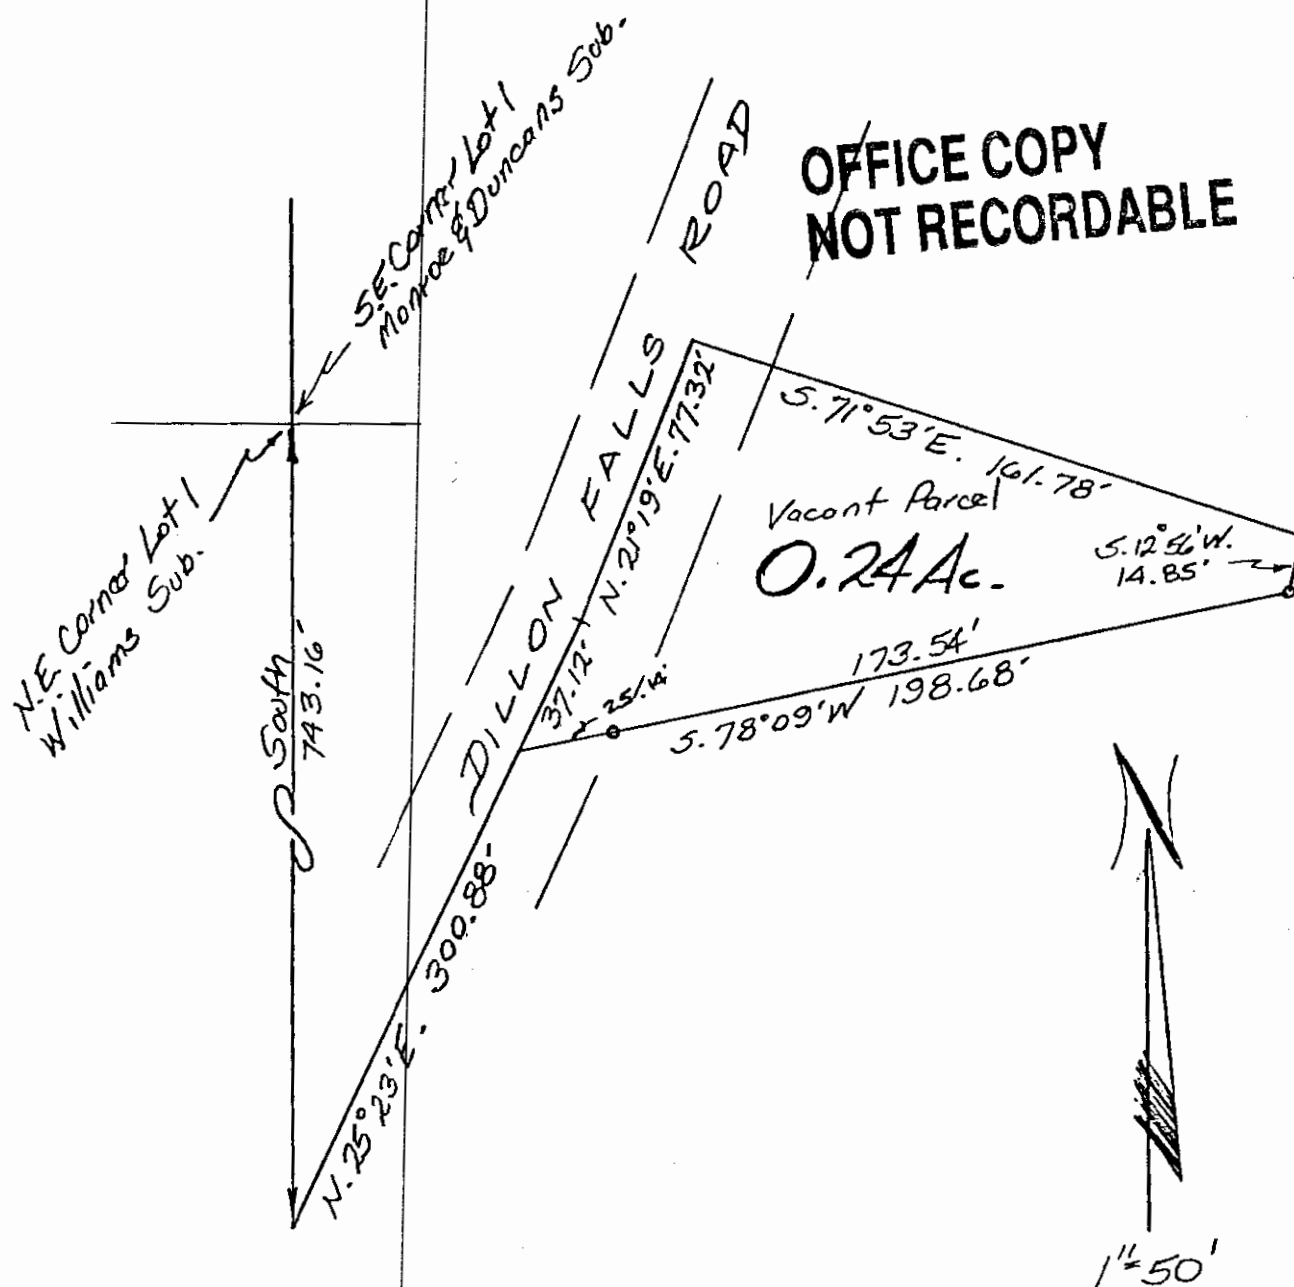 S.E. Corner Lot 1
Monroe & Duncans Sub.
OFFICE COPY
NOT RECORDABLE
DILLON FALLS ROAD
N.E. Corner Lot 1
Williams Sub.
South
743.16'
S. 71°53'E. 161.78'
N. 21°19'E. 77.32'
Vacant Parcel
0.24 Ac.
S. 12°56'W.
14.85'
37.12'
173.54'
S. 78°09'W 198.68'
N. 25°23'E. 300.88'
N
1"=50'